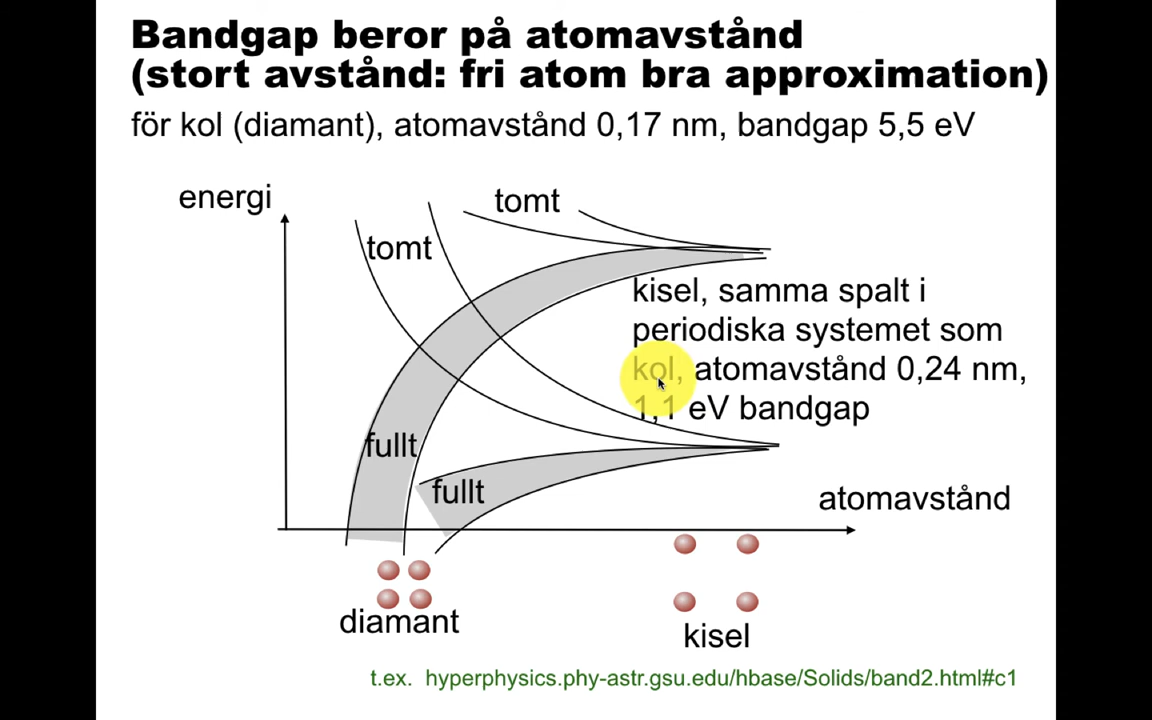 Bandgap beror på atomavstånd
(stort avstånd: fri atom bra approximation)
för kol (diamant), atomavstånd 0,17 nm, bandgap 5,5 eV
energi
tomt
tomt
kisel, samma spalt i
periodiska systemet som
kol, atomavstånd 0,24 nm,
1,1 eV bandgap
fullt
fullt
atomavstånd
diamant
kisel
t.ex. hyperphysics.phy-astr.gsu.edu/hbase/Solids/band2.html#c1